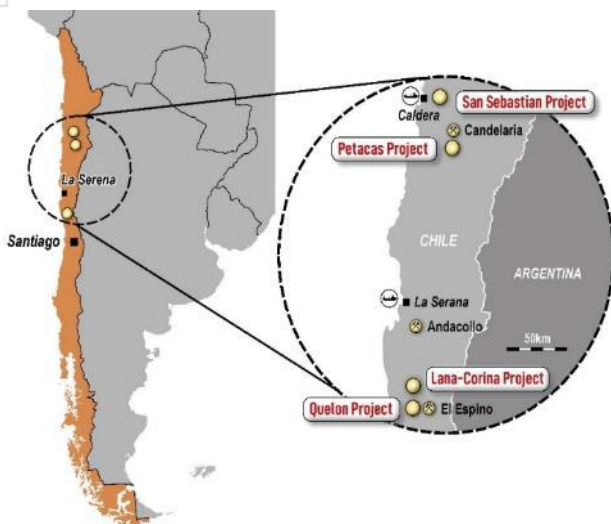 San Sebastian Project
Caldera
Candelaria
Petacas Project
La Serena
CHILE
Santiago
ARGENTINA
La Serana
Andacollo
50km
Lana-Corina Project
Quelon Project
El Espino